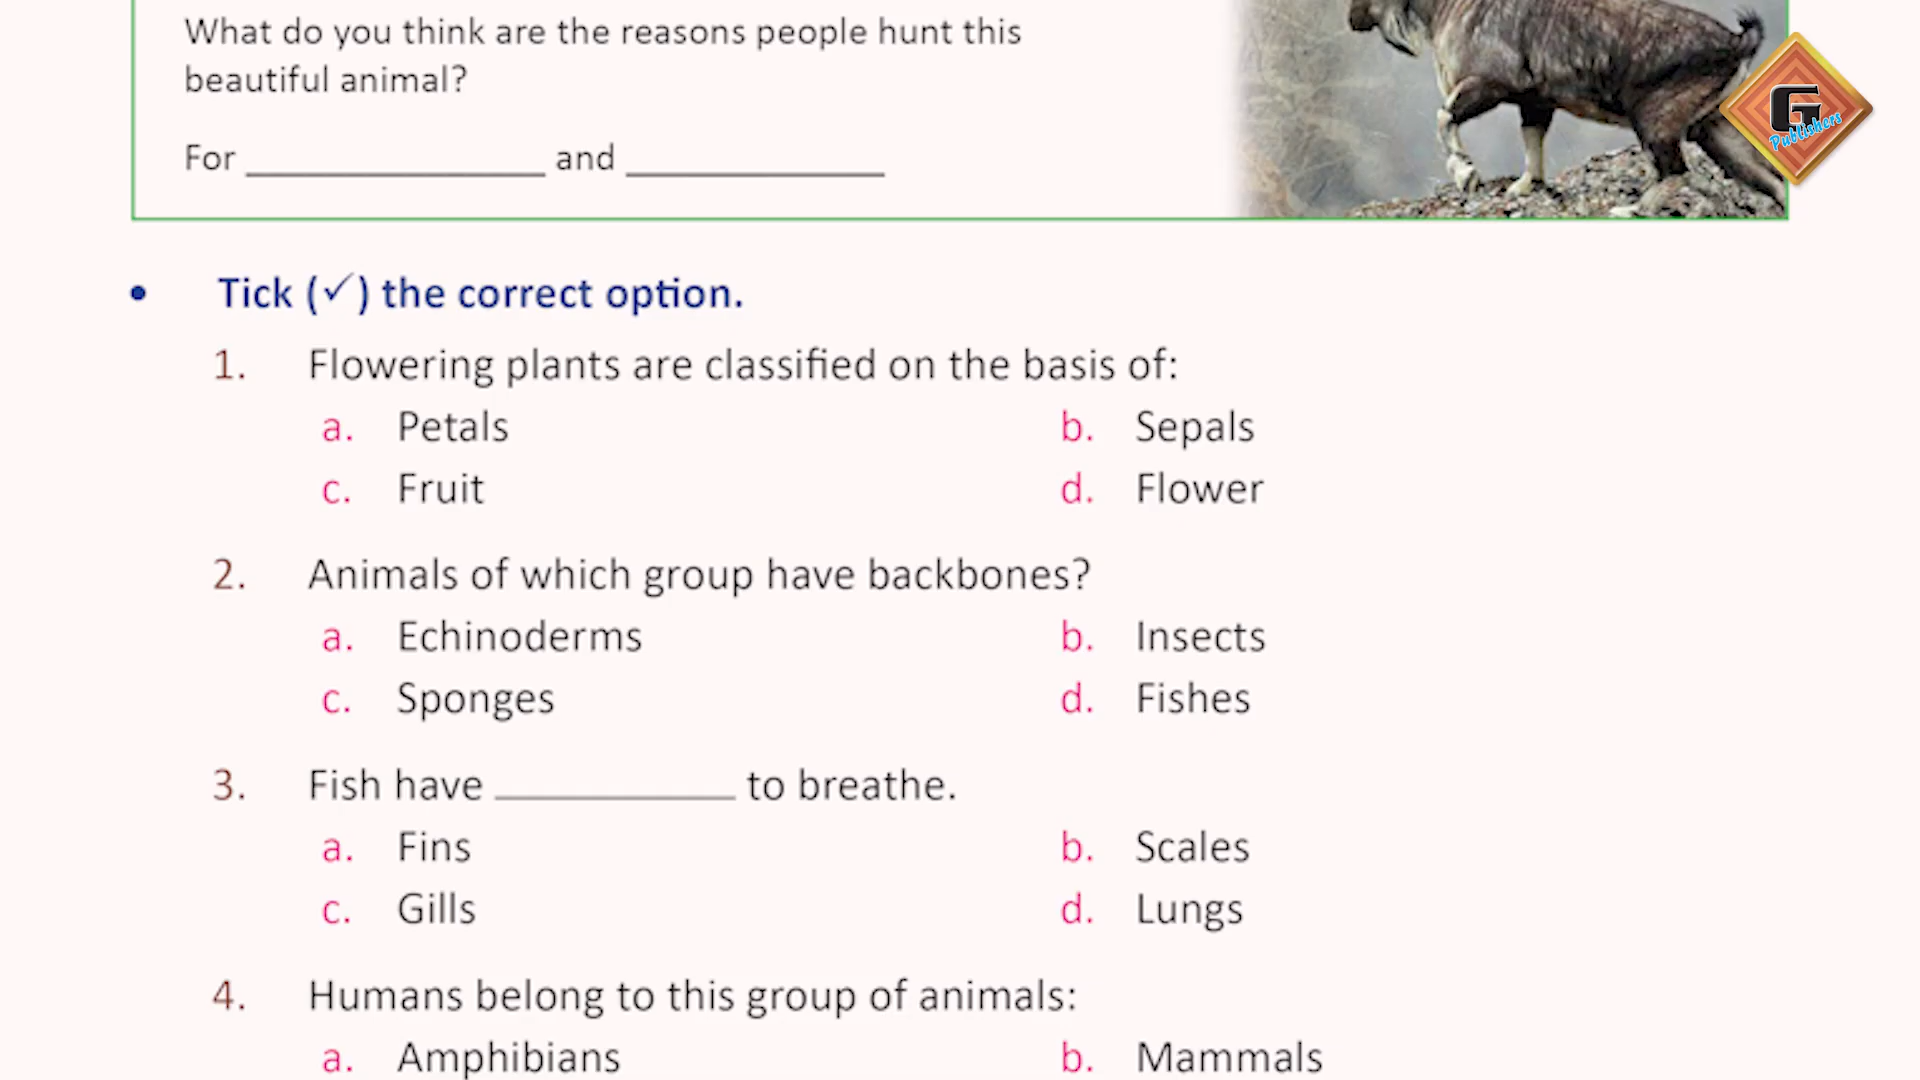 What do you think are the reasons people hunt this
beautiful animal?
For ______________ and ______________
G
Publishers
• Tick (✓) the correct option.
1. Flowering plants are classified on the basis of:
a. Petals b. Sepals
c. Fruit d. Flower
2. Animals of which group have backbones?
a. Echinoderms b. Insects
c. Sponges d. Fishes
3. Fish have ___________ to breathe.
a. Fins b. Scales
c. Gills d. Lungs
4. Humans belong to this group of animals:
a. Amphibians b. Mammals